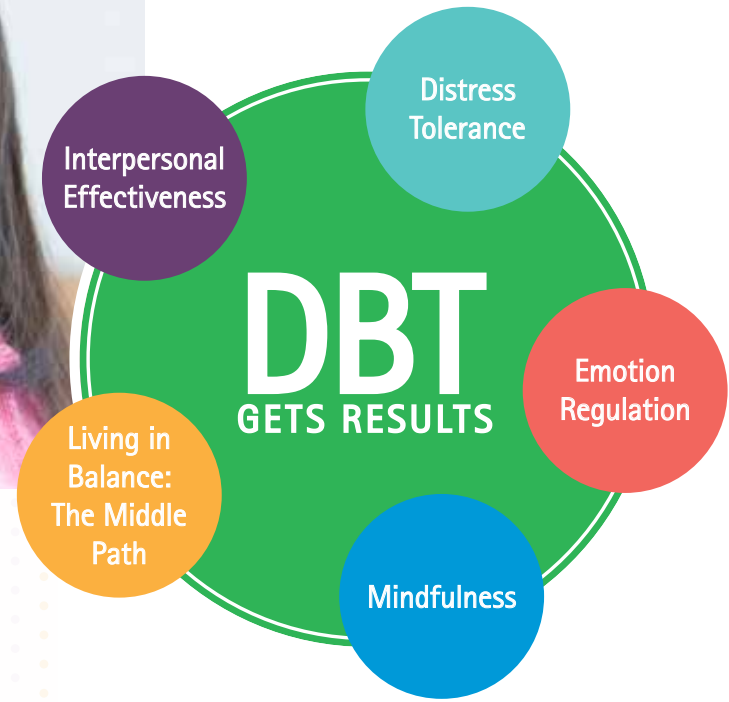 Distress
Tolerance
Interpersonal
Effectiveness
DBT
GETS RESULTS
Emotion
Regulation
Living in
Balance:
The Middle
Path
Mindfulness